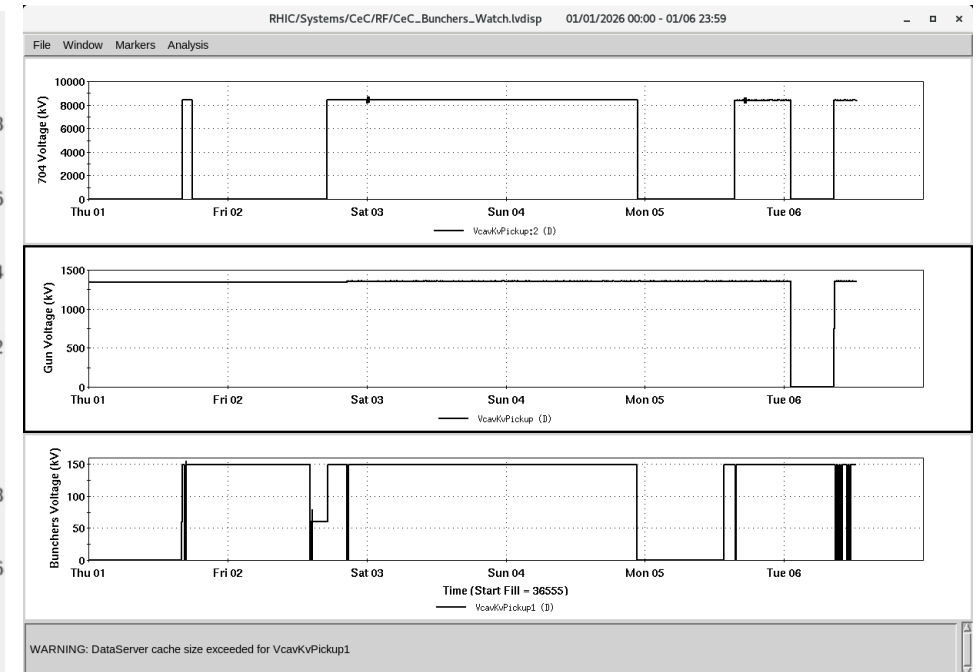 RHIC/Systems/CeC/RF/CeC_Bunchers_Watch.lvdisp 01/01/2026 00:00 - 01/06 23:59
File Window Markers Analysis
704 Voltage (kV)
10000
8000
6000
4000
2000
0
Thu 01 Fri 02 Sat 03 Sun 04 Mon 05 Tue 06
VcavKvPickup:2 (D)
Gun Voltage (kV)
1500
1000
500
0
Thu 01 Fri 02 Sat 03 Sun 04 Mon 05 Tue 06
VcavKvPickup (D)
Bunchers Voltage (kV)
150
100
50
0
Thu 01 Fri 02 Sat 03 Sun 04 Mon 05 Tue 06
Time (Start Fill = 36555)
VcavKvPickup1 (D)
WARNING: DataServer cache size exceeded for VcavKvPickup1